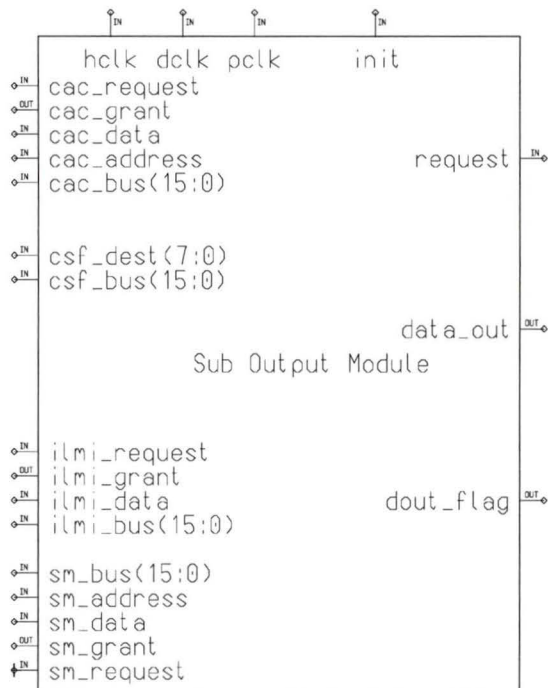 IN IN IN IN
hclk dclk pclk init
IN cac_request
OUT cac_grant
IN cac_data
IN cac_address request IN
IN cac_bus(15:0)
IN csf_dest(7:0)
IN csf_bus(15:0)
data_out OUT
Sub Output Module
IN ilmi_request
OUT ilmi_grant
IN ilmi_data dout_flag OUT
IN ilmi_bus(15:0)
IN sm_bus(15:0)
IN sm_address
IN sm_data
OUT sm_grant
IN sm_request